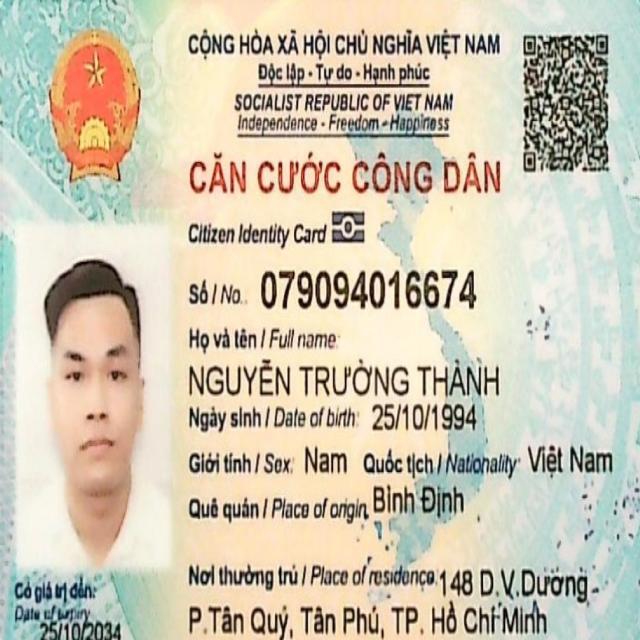 CỘNG HÒA XÃ HỘI CHỦ NGHĨA VIỆT NAM
Độc lập - Tự do - Hạnh phúc
SOCIALIST REPUBLIC OF VIET NAM
Independence - Freedom - Happiness
CĂN CƯỚC CÔNG DÂN
Citizen Identity Card
Số / No.: 079094016674
Họ và tên / Full name:
NGUYỄN TRƯỜNG THÀNH
Ngày sinh / Date of birth: 25/10/1994
Giới tính / Sex: Nam Quốc tịch / Nationality: Việt Nam
Quê quán / Place of origin: Bình Định
Nơi thường trú / Place of residence: 148 D.V.Dương
P.Tân Quý, Tân Phú, TP. Hồ Chí Minh
Có giá trị đến:
Date of expiry
25/10/2034